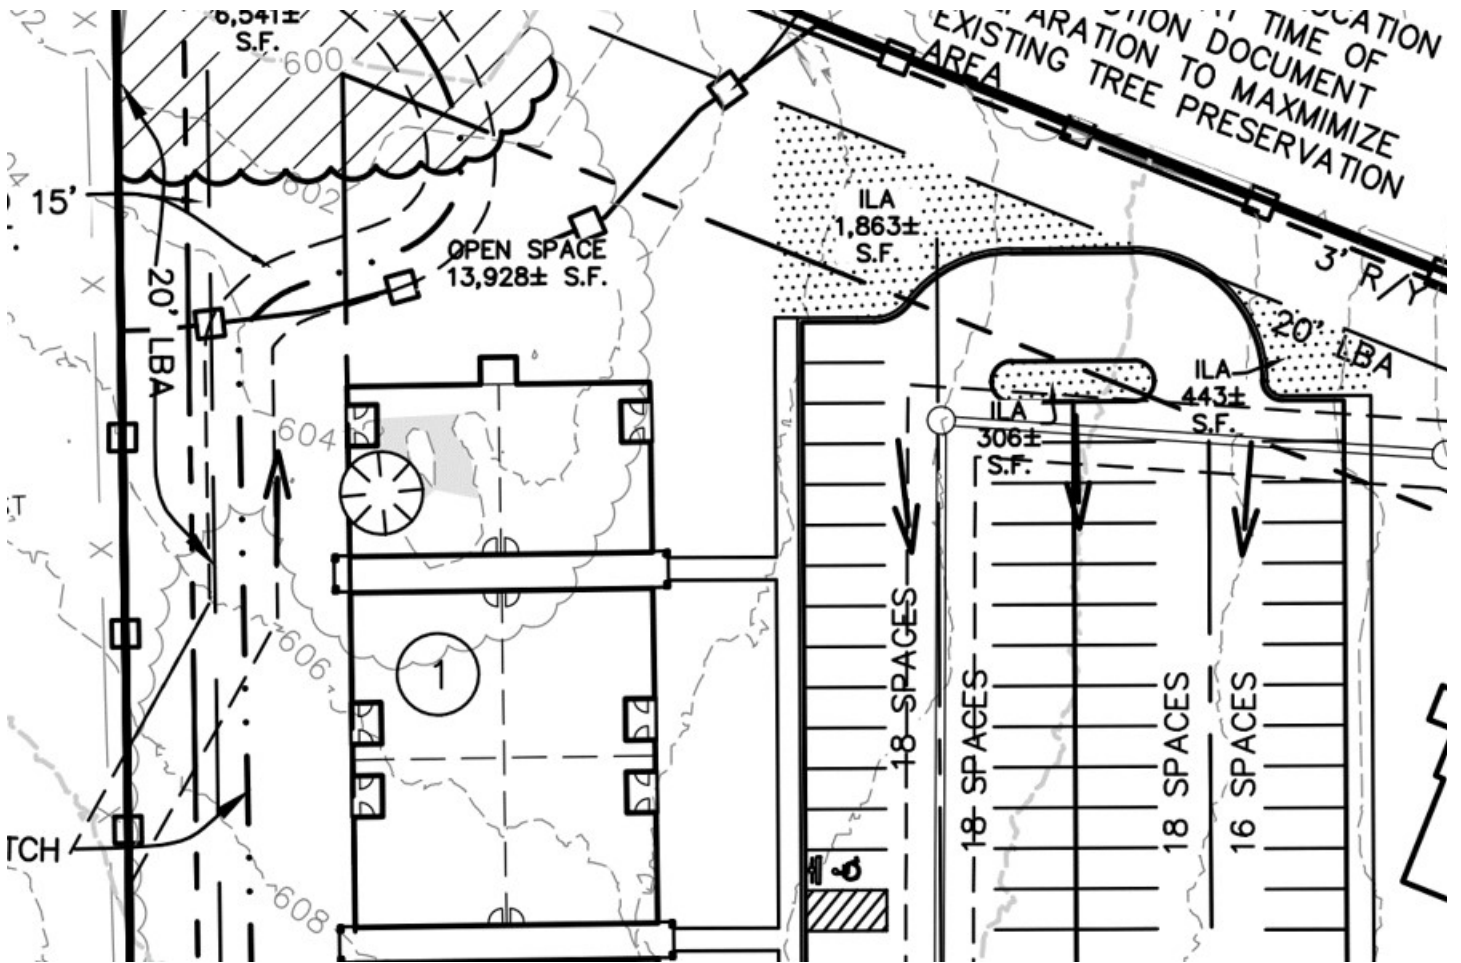 6,541±
S.F.
600
602
15'
OPEN SPACE
13,928± S.F.
20' LBA
604
606
608
1
TCH
ILA
1,863±
S.F.
TIME OF
DOCUMENT
EXISTING TREE PRESERVATION
AREA
TO MAXMIMIZE
3' R/Y
20' LBA
ILA
443±
S.F.
ILA
306±
S.F.
18 SPACES
18 SPACES
18 SPACES
16 SPACES